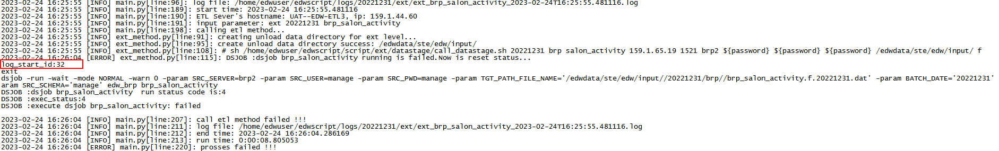 2023-02-24 16:25:55 [INFO] main.py[line:96]: log file: /home/edwuser/edwscript/logs/20221231/ext/ext_brp_salon_activity_2023-02-24T16:25:55.481116.log
2023-02-24 16:25:55 [INFO] main.py[line:189]: start time: 2023-02-24 16:25:55.481116
2023-02-24 16:25:55 [INFO] main.py[line:190]: ETL Sever's hostname: UAT--EDW-ETL3, ip: 159.1.44.60
2023-02-24 16:25:55 [INFO] main.py[line:191]: input parameter: ext 20221231 brp_salon_activity
2023-02-24 16:25:55 [INFO] main.py[line:198]: calling etl method...
2023-02-24 16:25:55 [INFO] ext_method.py[line:91]: creating unload data directory for ext level...
2023-02-24 16:25:55 [INFO] ext_method.py[line:95]: create unload data directory success: /edwdata/ste/edw/input/
2023-02-24 16:25:55 [INFO] ext_method.py[line:108]: # sh /home/edwuser/edwscript/script/ext/datastage/call_datastage.sh 20221231 brp salon_activity 159.1.65.19 1521 brp2 ${password} ${password} ${password} /edwdata/ste/edw/input/ f
2023-02-24 16:26:04 [ERROR] ext_method.py[line:115]: DSJOB :dsjob brp_salon_activity running is failed.Now is reset status...
log_start_id:32
exit
dsjob -run -wait -mode NORMAL -warn 0 -param SRC_SERVER=brp2 -param SRC_USER=manage -param SRC_PWD=manage -param TGT_PATH_FILE_NAME='/edwdata/ste/edw/input//20221231/brp//brp_salon_activity.f.20221231.dat' -param BATCH_DATE='20221231'
aram SRC_SCHEMA='manage' edw_brp brp_salon_activity
DSJOB :dsjob brp_salon_activity  run status code is:4
DSJOB :exec_status:4
DSJOB :execute dsjob brp_salon_activity: failed
2023-02-24 16:26:04 [INFO] main.py[line:207]: call etl method failed !!!
2023-02-24 16:26:04 [INFO] main.py[line:211]: log file: /home/edwuser/edwscript/logs/20221231/ext/ext_brp_salon_activity_2023-02-24T16:25:55.481116.log
2023-02-24 16:26:04 [INFO] main.py[line:212]: end time: 2023-02-24 16:26:04.286169
2023-02-24 16:26:04 [INFO] main.py[line:213]: run time: 0:00:08.805053
2023-02-24 16:26:04 [ERROR] main.py[line:220]: prosses failed !!!